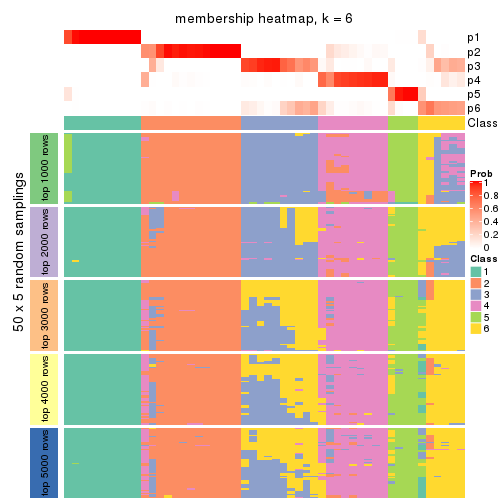 membership heatmap, k = 6
p1
p2
p3
p4
p5
p6
Class
50 x 5 random samplings
top 1000 rows
top 2000 rows
top 3000 rows
top 4000 rows
top 5000 rows
Prob
1
0.8
0.6
0.4
0.2
0
Class
1
2
3
4
5
6